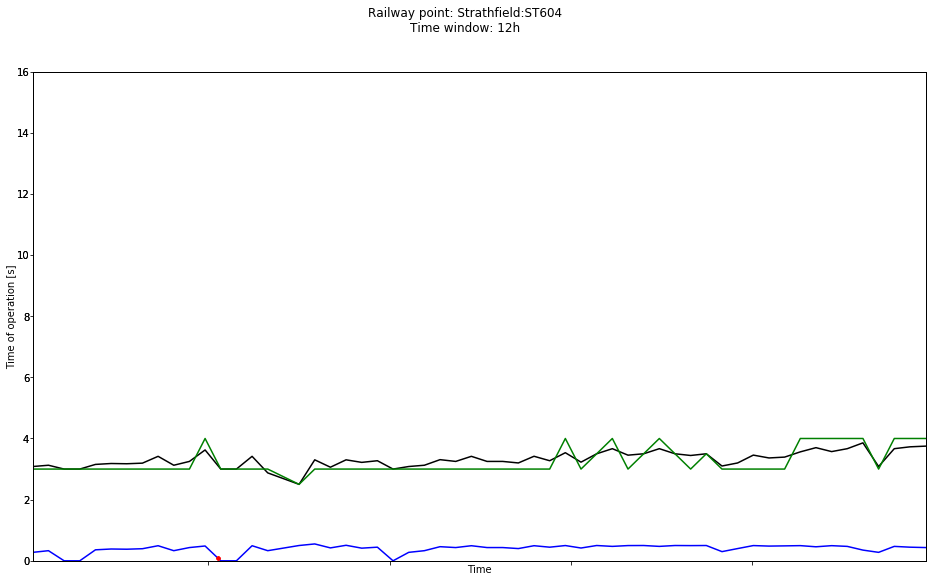 Railway point: Strathfield:ST604
Time window: 12h
16
14
12
10
8
6
4
2
0
Time of operation [s]
Time